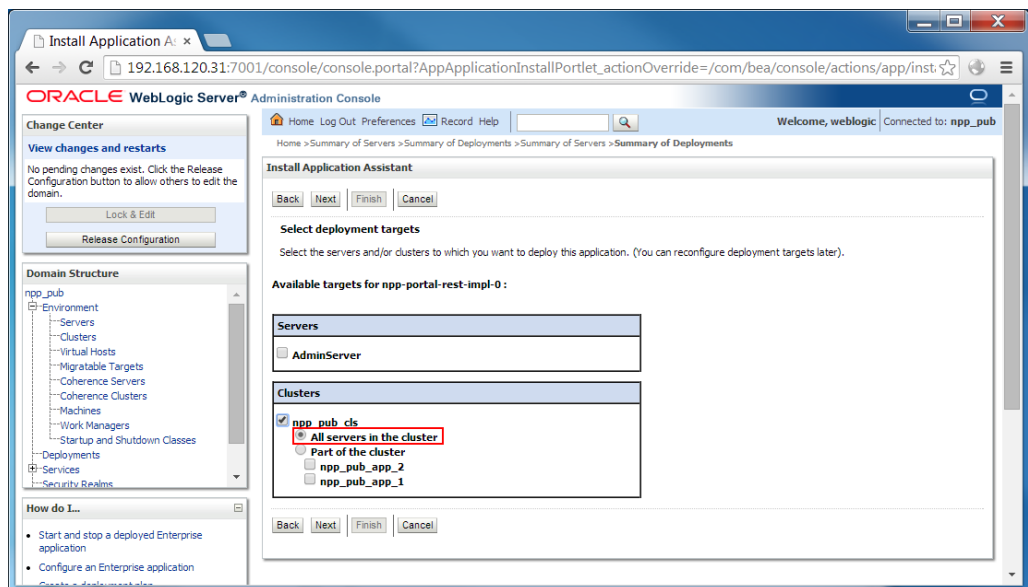 Install Application A
192.168.120.31:7001/console/console.portal?AppApplicationInstallPortlet_actionOverride=/com/bea/console/actions/app/inst
ORACLE WebLogic Server® Administration Console
Change Center
View changes and restarts
No pending changes exist. Click the Release
Configuration button to allow others to edit the
domain.
Lock & Edit
Release Configuration
Domain Structure
npp_pub
Environment
Servers
Clusters
Virtual Hosts
Migratable Targets
Coherence Servers
Coherence Clusters
Machines
Work Managers
Startup and Shutdown Classes
Deployments
Services
Security Realms
How do I...
Start and stop a deployed Enterprise
application
Configure an Enterprise application
Create a deployment plan
Home Log Out Preferences Record Help
Welcome, weblogic Connected to: npp_pub
Home >Summary of Servers >Summary of Deployments >Summary of Servers >Summary of Deployments
Install Application Assistant
Back Next Finish Cancel
Select deployment targets
Select the servers and/or clusters to which you want to deploy this application. (You can reconfigure deployment targets later).
Available targets for npp-portal-rest-impl-0 :
Servers
AdminServer
Clusters
npp_pub_cls
All servers in the cluster
Part of the cluster
npp_pub_app_2
npp_pub_app_1
Back Next Finish Cancel